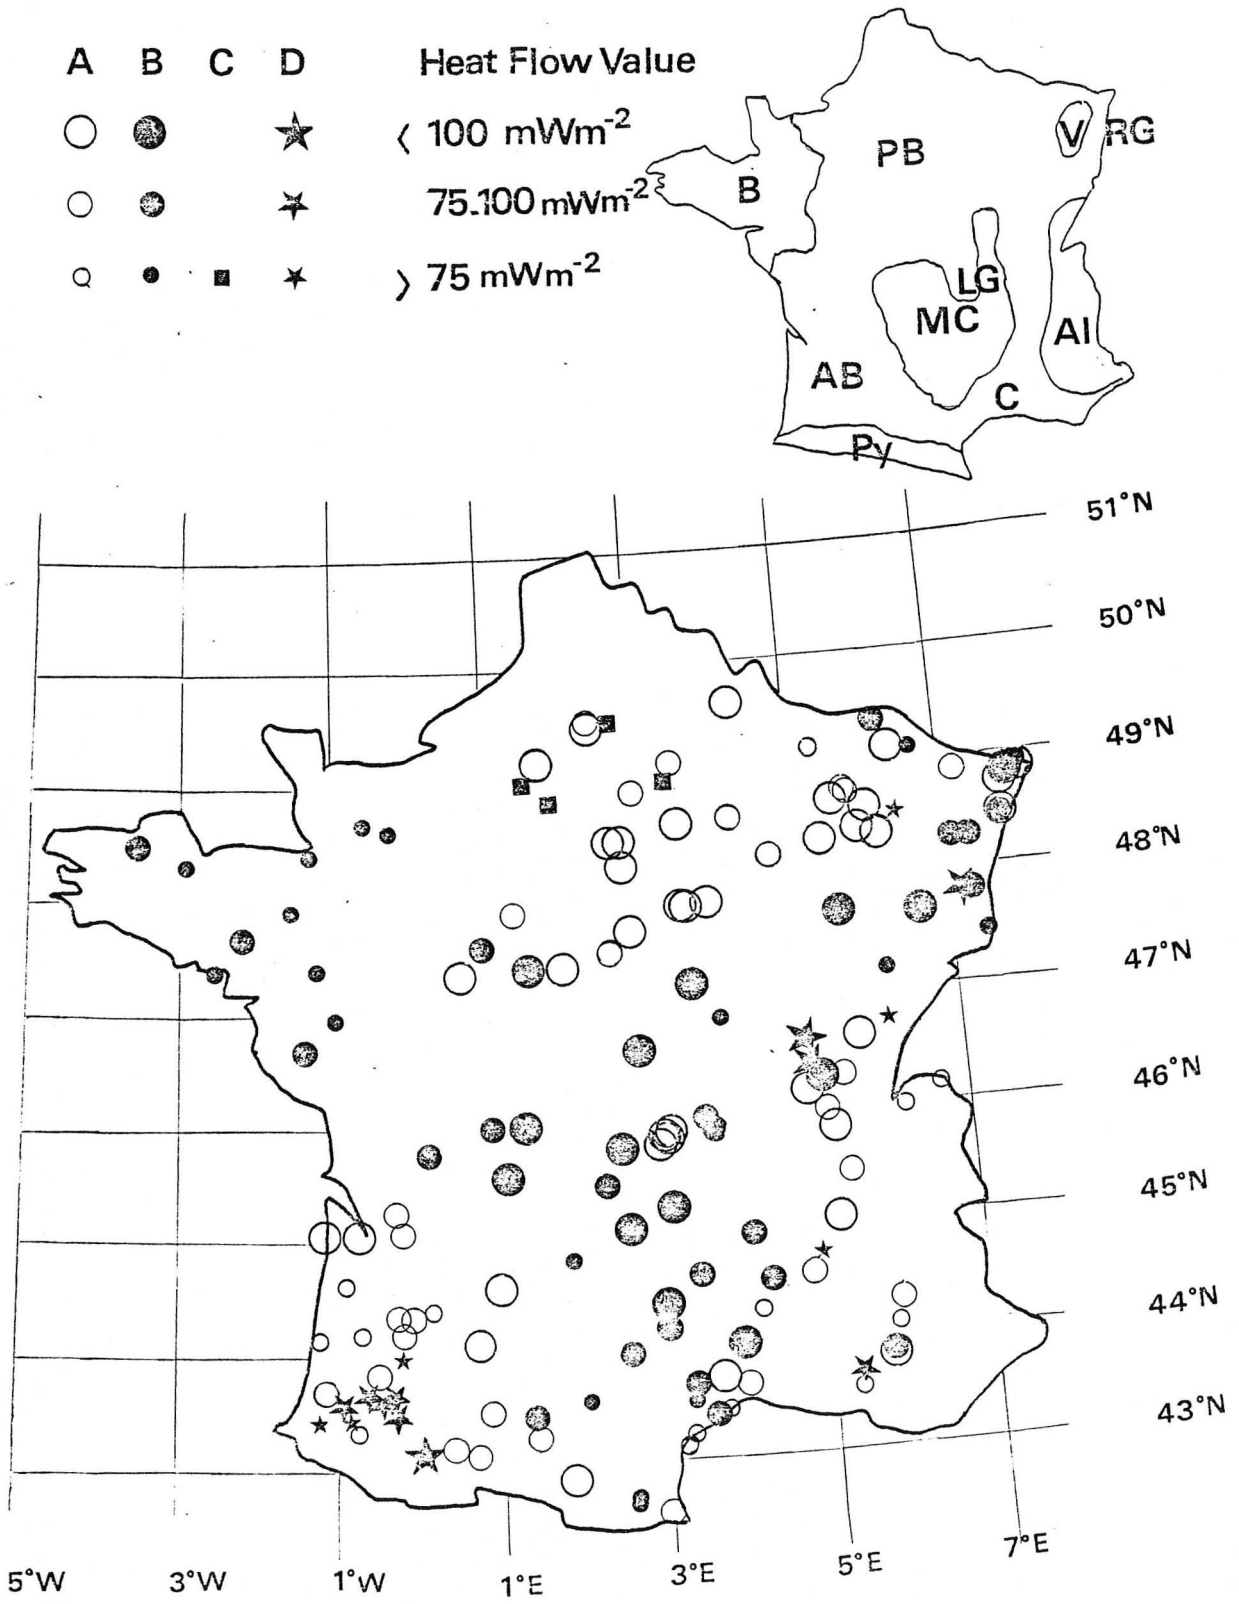 A B C D Heat Flow Value
< 100 mWm-2
75-100 mWm-2
> 75 mWm-2
V RG
PB
B
LG
MC
Al
AB
C
Py
51°N
50°N
49°N
48°N
47°N
46°N
45°N
44°N
43°N
5°W 3°W 1°W 1°E 3°E 5°E 7°E